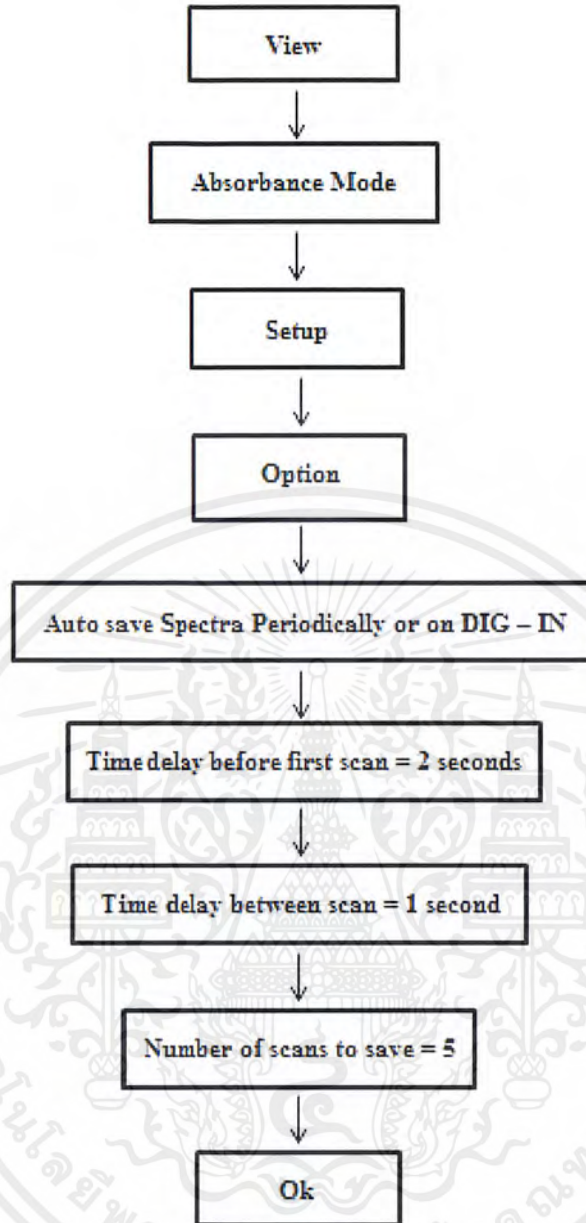 View
Absorbance Mode
Setup
Option
Auto save Spectra Periodically or on DIG – IN
Time delay before first scan = 2 seconds
Time delay between scan = 1 second
Number of scans to save = 5
Ok